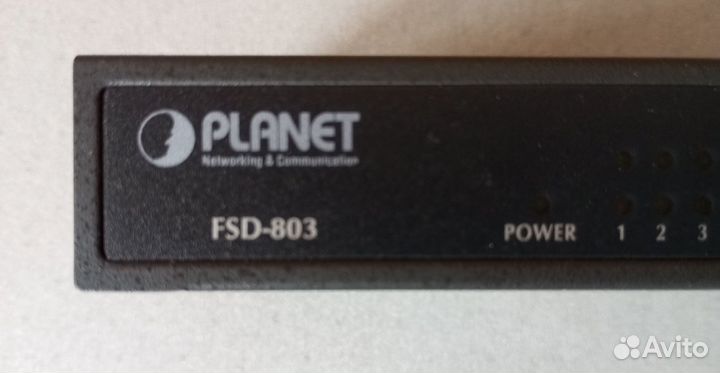 PLANET
Networking & Communication
FSD-803
POWER 1 2 3
Avito